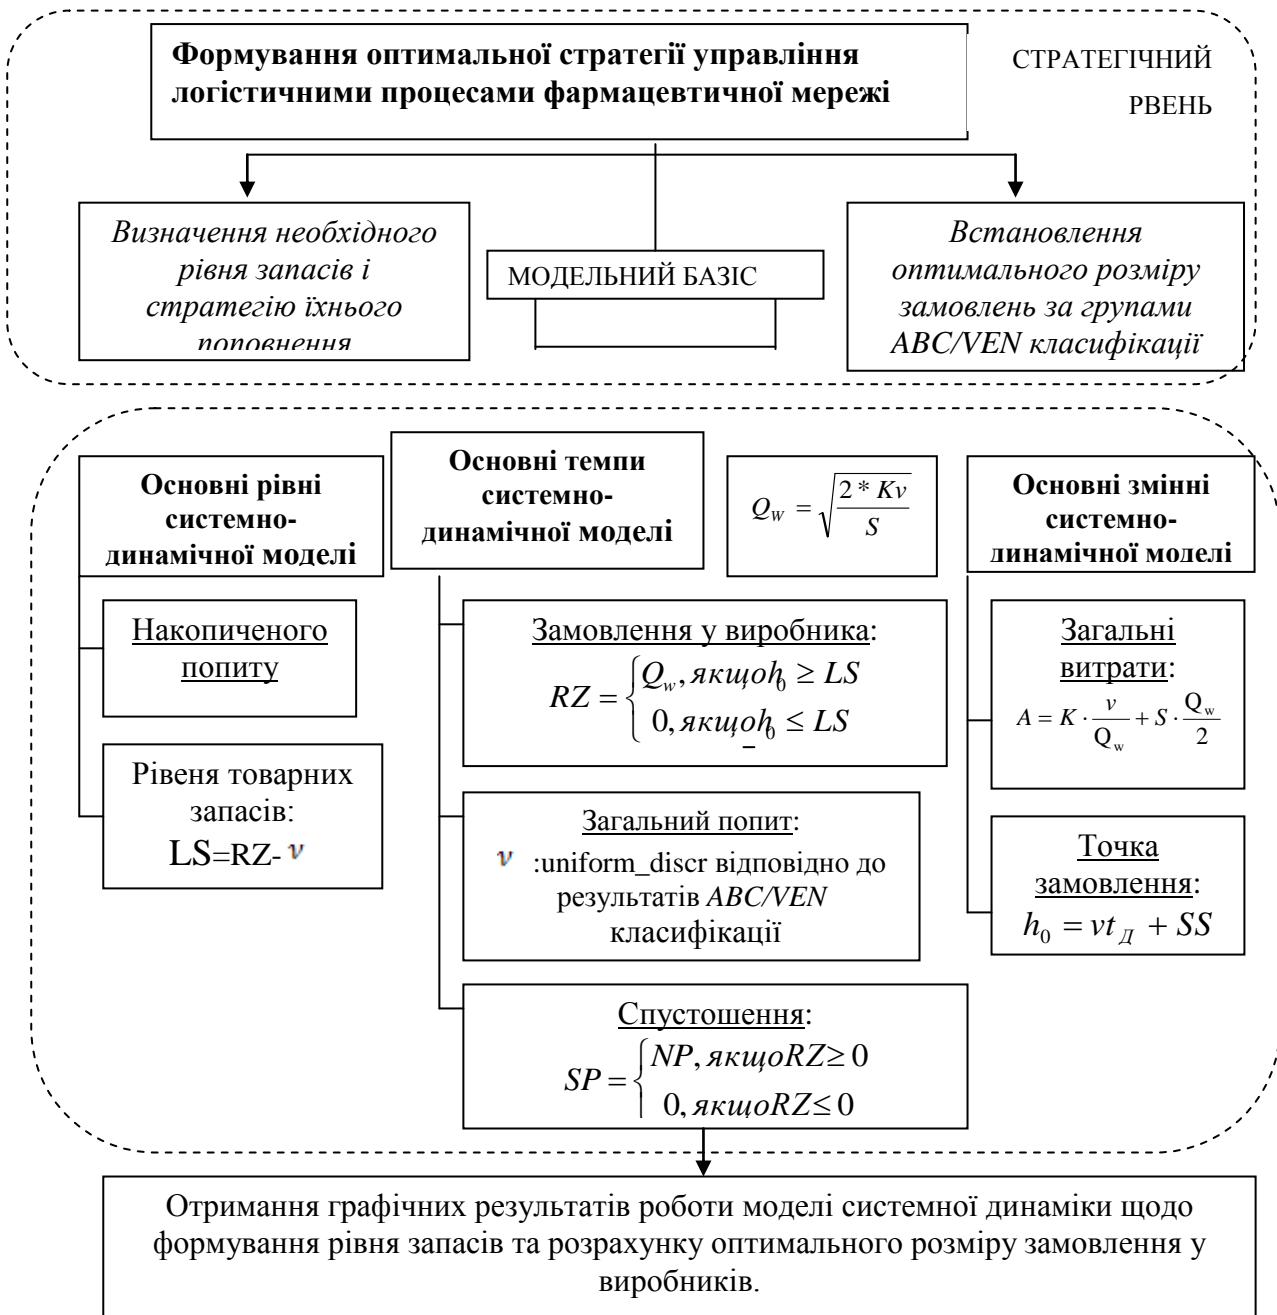 Формування оптимальної стратегії управління
логістичними процесами фармацевтичної мережі
СТРАТЕГІЧНИЙ
РВЕНЬ
Визначення необхідного
рівня запасів і
стратегію їхнього
поповнення
МОДЕЛЬНИЙ БАЗІС
Встановлення
оптимального розміру
замовлень за групами
ABC/VEN класифікації
Основні рівні
системно-
динамічної моделі
Накопиченого
попиту
Рівеня товарних
запасів:
LS=RZ- ν
Основні темпи
системно-
динамічної моделі
Q_W = √(2 * Kv / S)
Замовлення у виробника:
RZ = { Q_w, якщо h_0 ≥ LS
0, якщо h_0 ≤ LS
Загальний попит:
ν :uniform_discr відповідно до
результатів ABC/VEN
класифікації
Спустошення:
SP = { NP, якщо RZ ≥ 0
0, якщо RZ ≤ 0
Основні змінні
системно-
динамічної моделі
Загальні
витрати:
A = K · v / Q_w + S · Q_w / 2
Точка
замовлення:
h_0 = vt_Д + SS
Отримання графічних результатів роботи моделі системної динаміки щодо
формування рівня запасів та розрахунку оптимального розміру замовлення у
виробників.